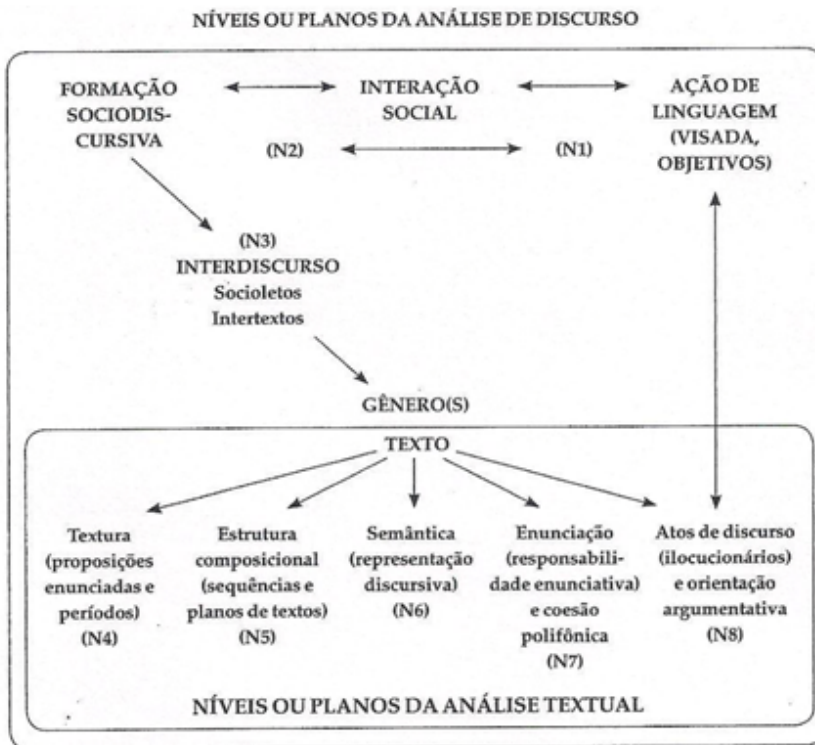 NÍVEIS OU PLANOS DA ANÁLISE DE DISCURSO
FORMAÇÃO
SOCIODIS-
CURSIVA
INTERAÇÃO
SOCIAL
AÇÃO DE
LINGUAGEM
(VISADA,
OBJETIVOS)
(N2)
(N1)
(N3)
INTERDISCURSO
Socioletos
Intertextos
GÊNERO(S)
TEXTO
Textura
(proposições
enunciadas e
períodos)
(N4)
Estrutura
composicional
(sequências e
planos de textos)
(N5)
Semântica
(representação
discursiva)
(N6)
Enunciação
(responsabili-
dade enunciativa)
e coesão
polifônica
(N7)
Atos de discurso
(ilocucionários)
e orientação
argumentativa
(N8)
NÍVEIS OU PLANOS DA ANÁLISE TEXTUAL